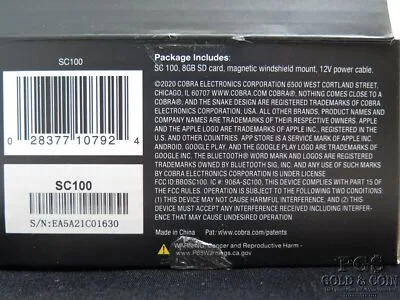 SC100
0 28377 10792 4
SC100
S/N:EA5A21C01630
Package Includes:
SC 100, 8GB SD card, magnetic windshield mount, 12V power cable.
©2020 COBRA ELECTRONICS CORPORATION 6500 WEST CORTLAND STREET,
CHICAGO, IL 60707 WWW.COBRA.COM COBRA®, NOTHING COMES CLOSE TO A
COBRA®, AND THE SNAKE DESIGN ARE REGISTERED TRADEMARKS OF COBRA
ELECTRONICS CORPORATION, USA. ALL OTHER BRANDS, PRODUCT NAMES AND
COMPANY NAMES ARE TRADEMARKS OF THEIR RESPECTIVE OWNERS. APPLE
AND THE APPLE LOGO ARE TRADEMARKS OF APPLE INC., REGISTERED IN THE
U.S. AND OTHER COUNTRIES. APP STORE IS A SERVICE MARK OF APPLE INC.
ANDROID, GOOGLE PLAY, AND THE GOOGLE PLAY LOGO ARE TRADEMARKS OF
GOOGLE INC. THE BLUETOOTH® WORD MARK AND LOGOS ARE REGISTERED
TRADEMARKS OWNED BY BLUETOOTH SIG, INC. AND ANY USE OF SUCH MARKS
BY COBRA ELECTRONICS CORPORATION IS UNDER LICENSE
FCC ID:BBOSC100, IC #: 906A-SC100, THIS DEVICE COMPLIES WITH PART 15 OF
THE FCC RULES. OPERATION IS SUBJECT TO THE FOLLOWING TWO CONDITIONS:
(1) THIS DEVICE MAY NOT CAUSE HARMFUL INTERFERENCE, AND (2) THIS
DEVICE MUST ACCEPT ANY INTERFERENCE RECEIVED INCLUDING
INTERFERENCE THAT MAY CAUSE UNDESIRED OPERATION.
Made in China Pat: www.cobra.com/patents
WARNING: Cancer and Reproductive Harm -
www.P65Warnings.ca.gov
PGS
GOLD & COIN